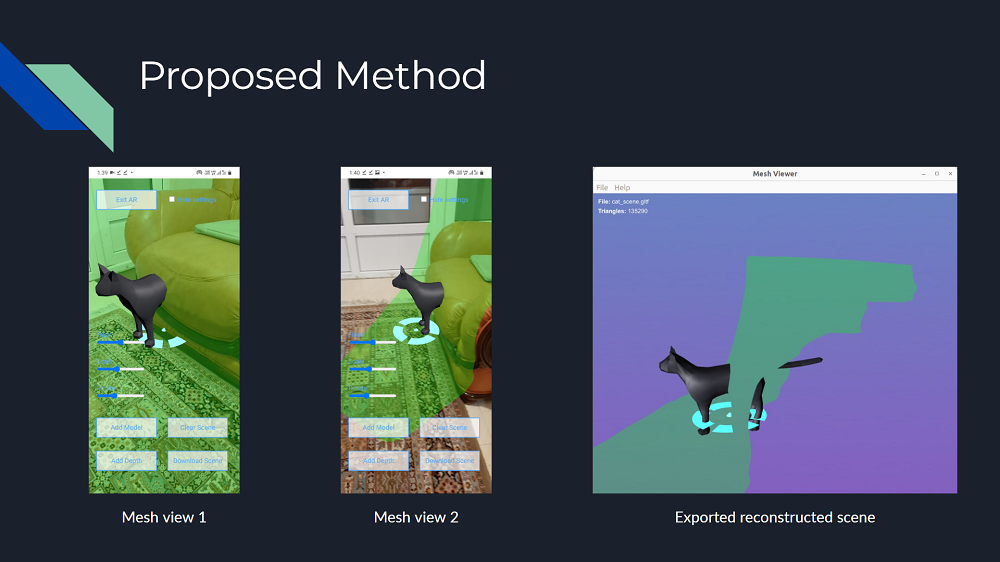 Proposed Method
1:39
Exit AR
Hide settings
Add Model
Clear Scene
Add Depth
Download Scene
1:40
Exit AR
Hide settings
Add Model
Clear Scene
Add Depth
Download Scene
Mesh Viewer
File Help
File: cat_scene.gltf
Triangles: 135290
Mesh view 1
Mesh view 2
Exported reconstructed scene